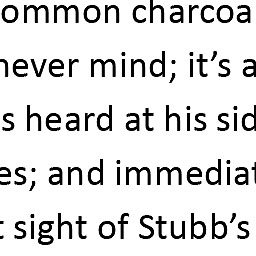 ommon charcoa
never mind; it’s a
s heard at his sid
es; and immediat
t sight of Stubb’s